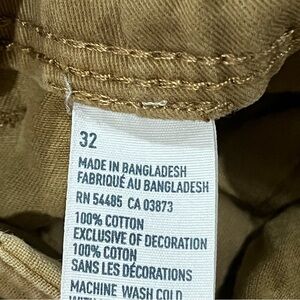 32
MADE IN BANGLADESH
FABRIQUÉ AU BANGLADESH
RN 54485 CA 03873
100% COTTON
EXCLUSIVE OF DECORATION
100% COTON
SANS LES DÉCORATIONS
MACHINE WASH COLD